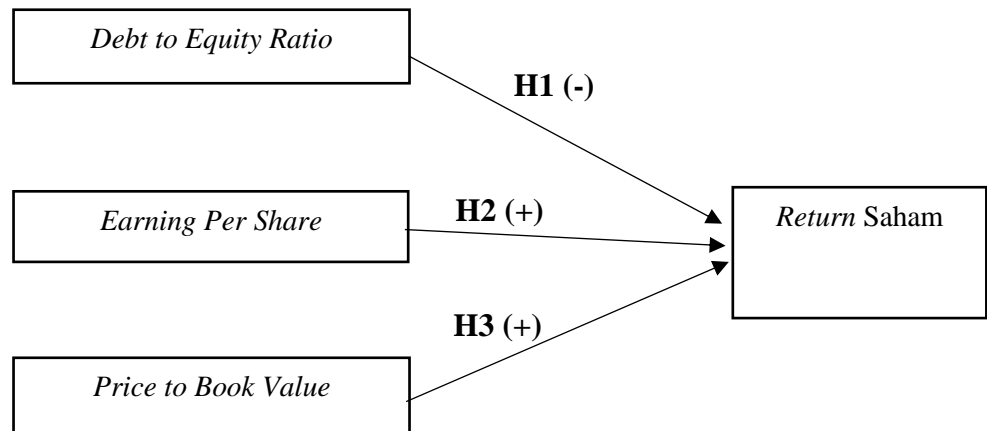 Debt to Equity Ratio
H1 (-)
Earning Per Share
H2 (+)
Return Saham
H3 (+)
Price to Book Value